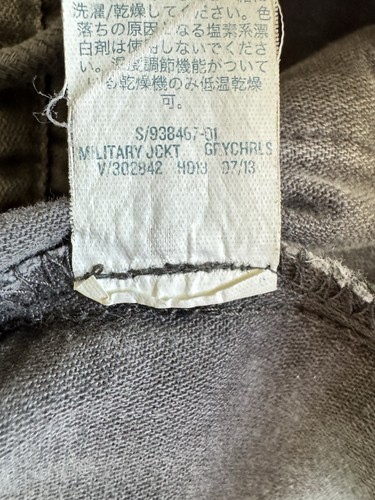 洗濯/乾燥してください。色
落ちの原因となる塩素系漂
白剤は使用しないでくださ
い。温度調節機能がついて
いる乾燥機のみ低温乾燥
可。
S/938467-01
MILITARY JCKT GRYCHRLS
V/302842 HO13 07/13